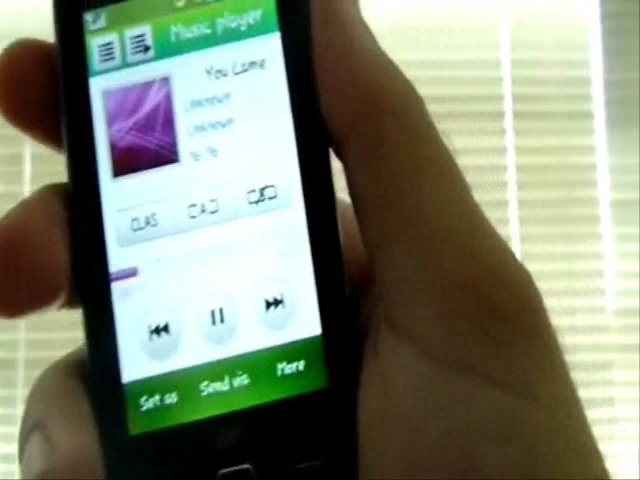 Music player
You Came
Unknown
Unknown
CLAS
A
Set as Send via More